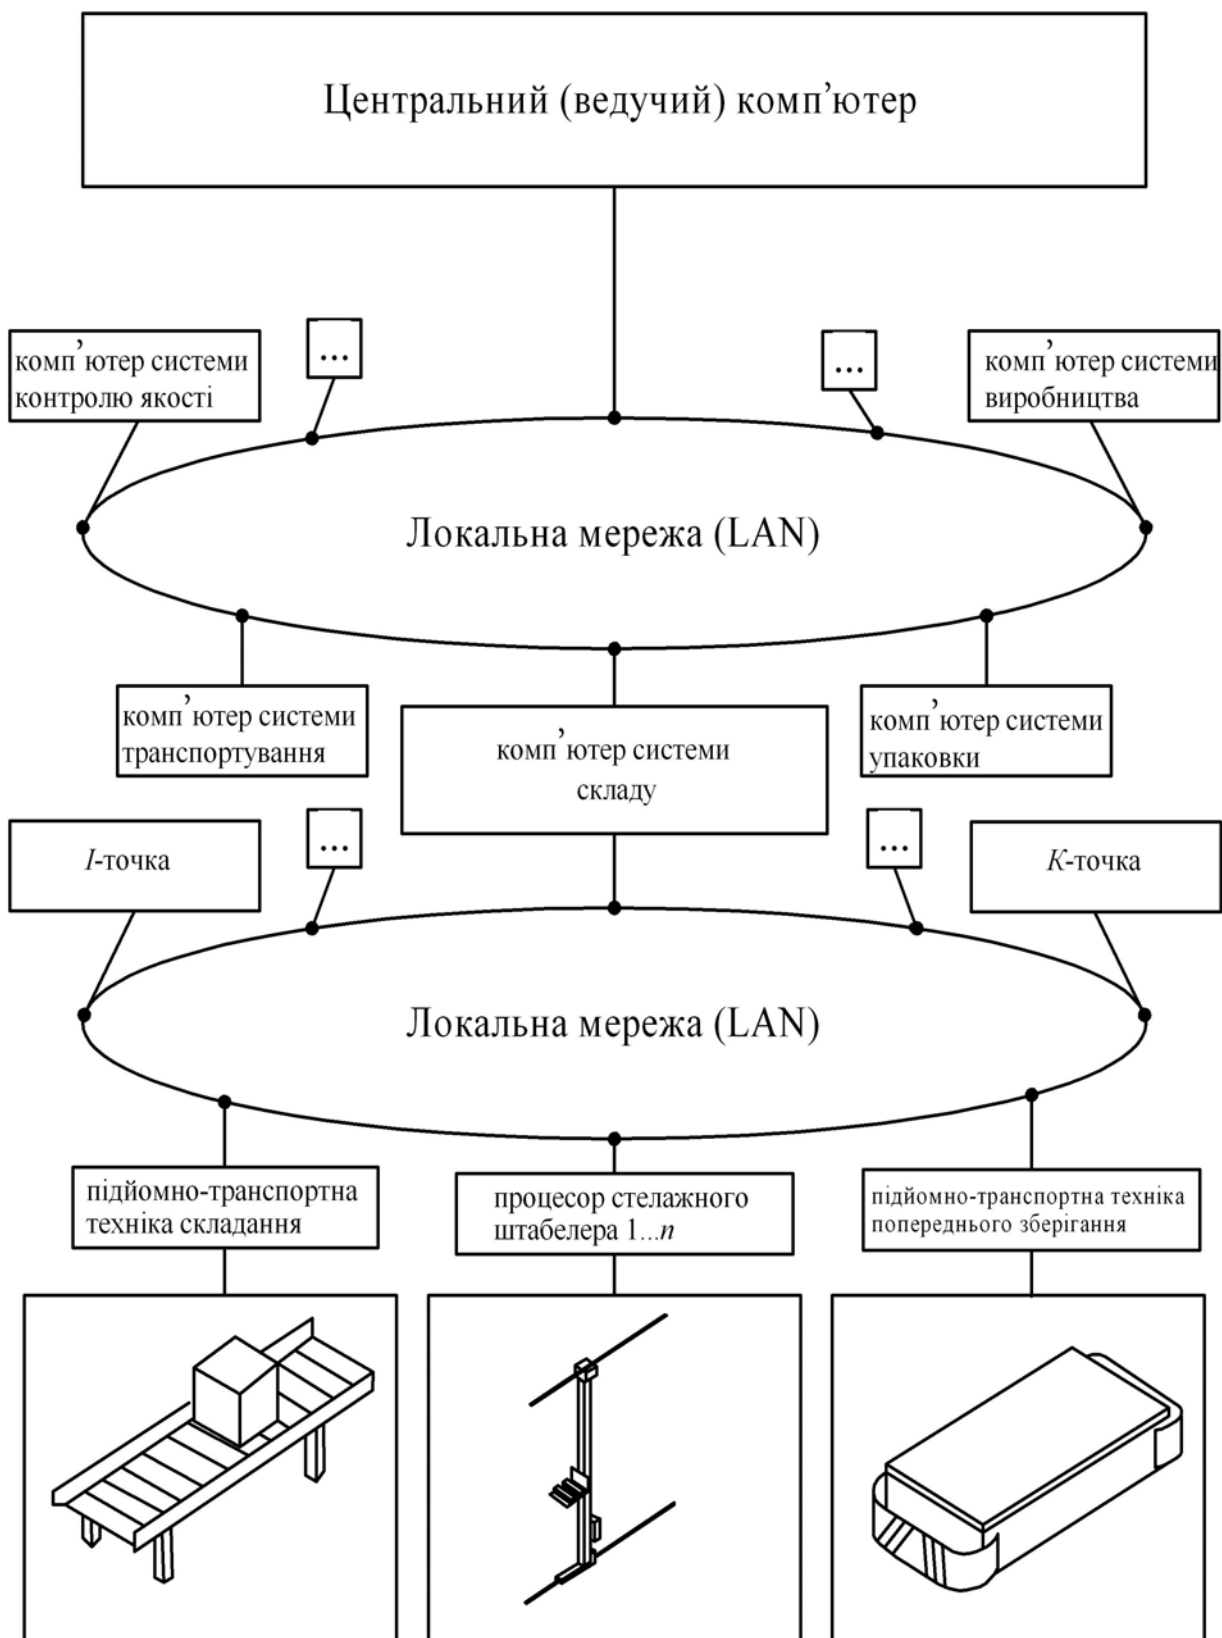 Центральний (ведучий) комп’ютер
...
...
комп’ютер системи
контролю якості
комп’ютер системи
виробництва
Локальна мережа (LAN)
комп’ютер системи
транспортування
комп’ютер системи
складу
комп’ютер системи
упаковки
...
...
I-точка
К-точка
Локальна мережа (LAN)
підйомно-транспортна
техніка складання
процесор стелажного
штабелера 1...n
підйомно-транспортна техніка
попереднього зберігання